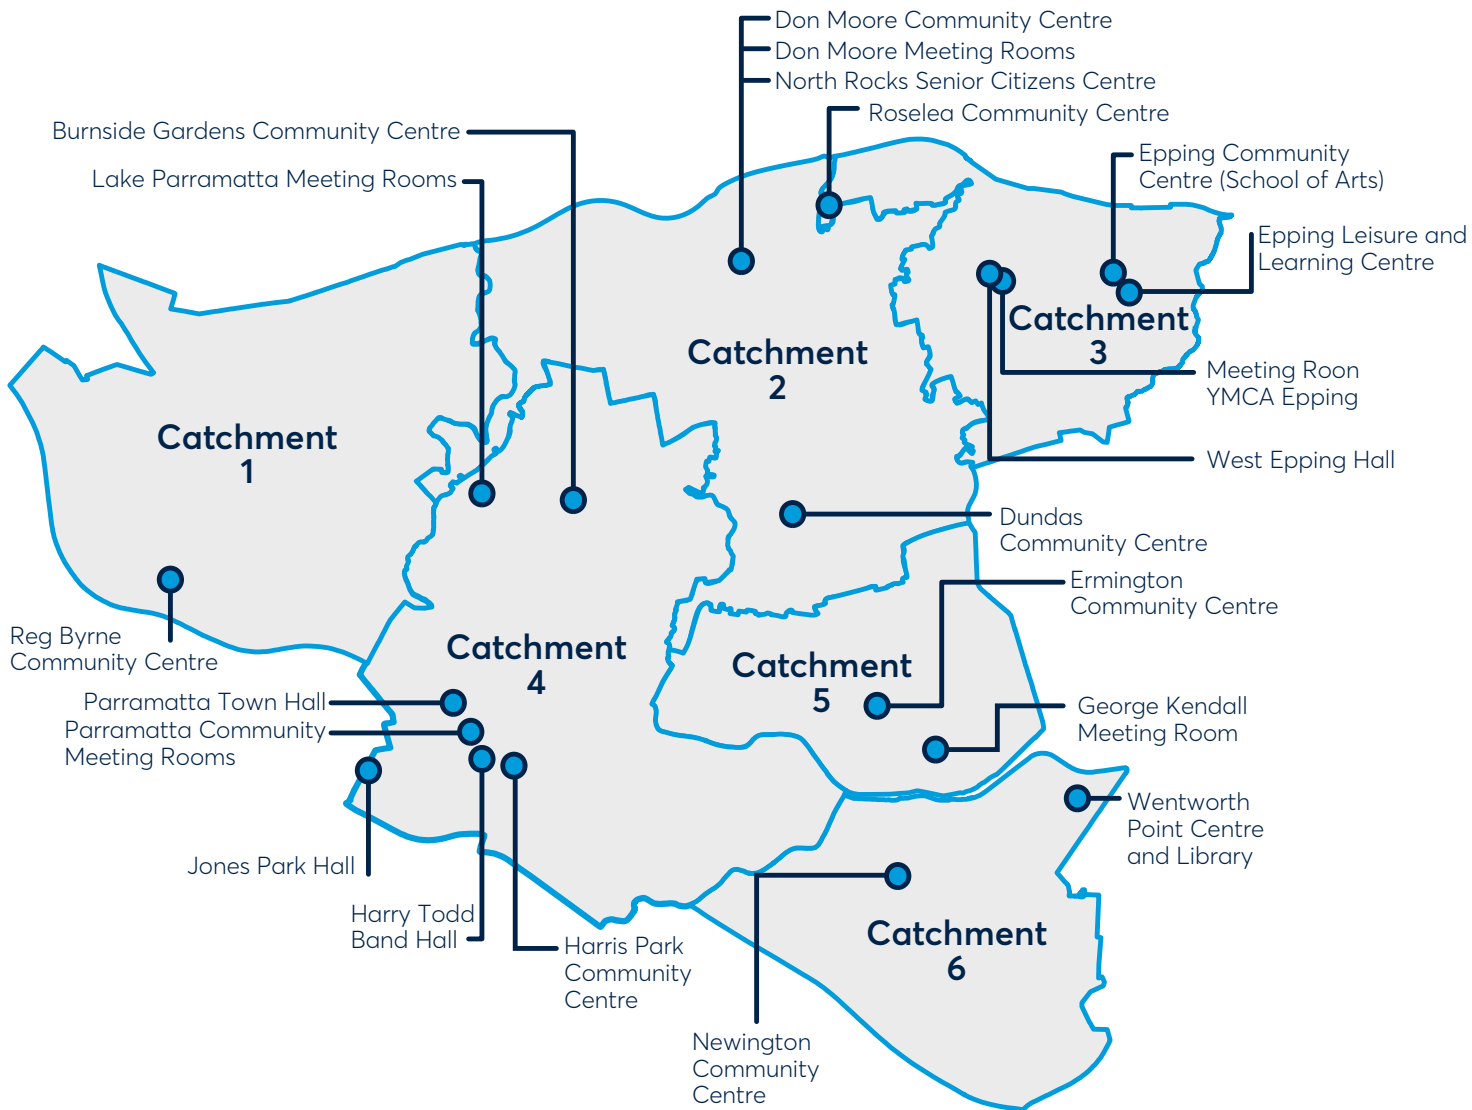 Don Moore Community Centre
Don Moore Meeting Rooms
North Rocks Senior Citizens Centre
Roselea Community Centre
Burnside Gardens Community Centre
Lake Parramatta Meeting Rooms
Epping Community
Centre (School of Arts)
Epping Leisure and
Learning Centre
Catchment
3
Catchment
2
Meeting Roon
YMCA Epping
Catchment
1
West Epping Hall
Dundas
Community Centre
Ermington
Community Centre
Reg Byrne
Community Centre
Catchment
4
Catchment
5
Parramatta Town Hall
Parramatta Community
Meeting Rooms
George Kendall
Meeting Room
Wentworth
Point Centre
and Library
Jones Park Hall
Harry Todd
Band Hall
Harris Park
Community
Centre
Catchment
6
Newington
Community
Centre